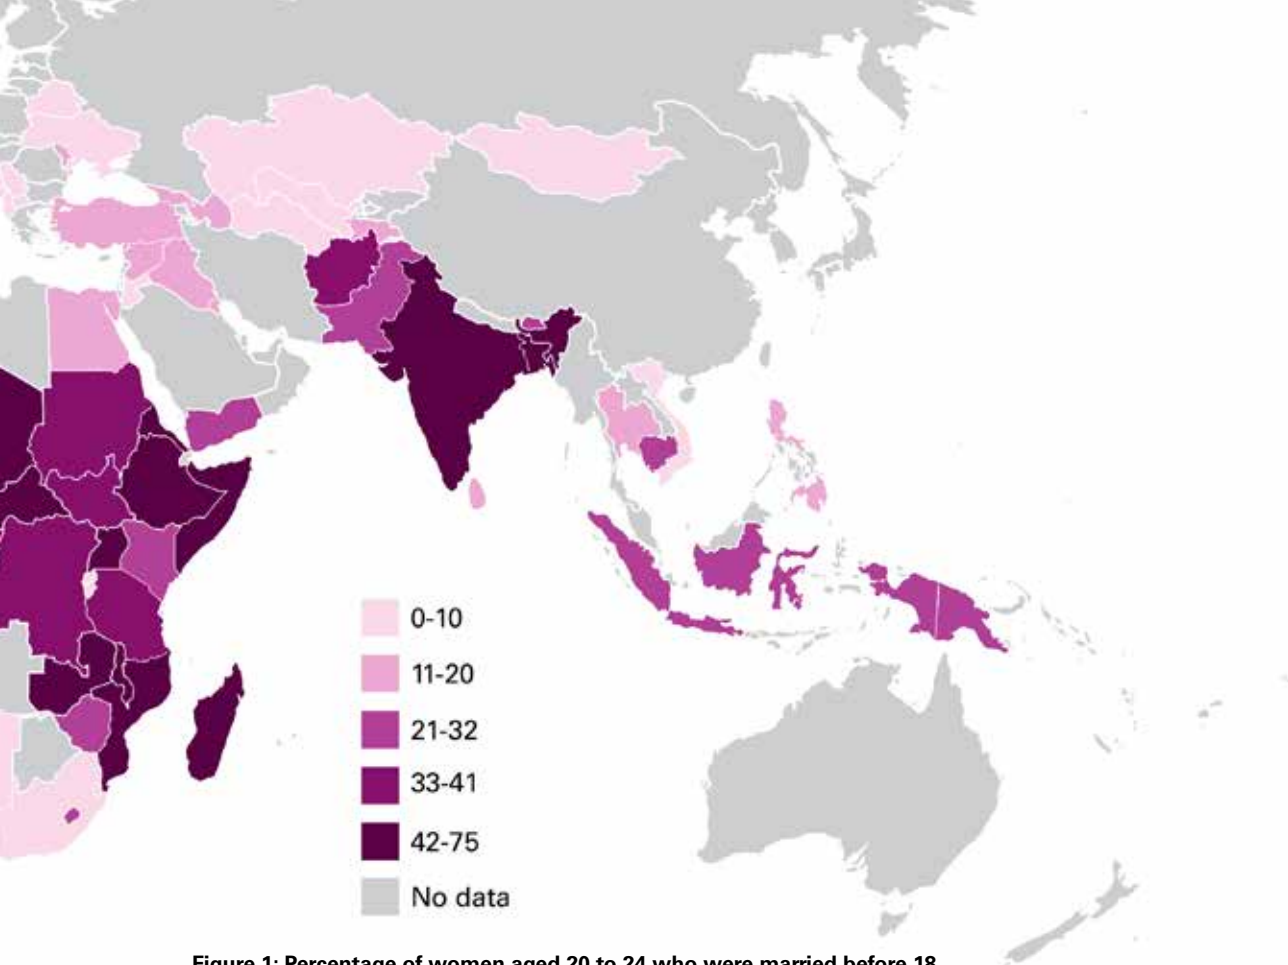 0-10
11-20
21-32
33-41
42-75
No data
Figure 1: Percentage of women aged 20 to 24 who were married before 18